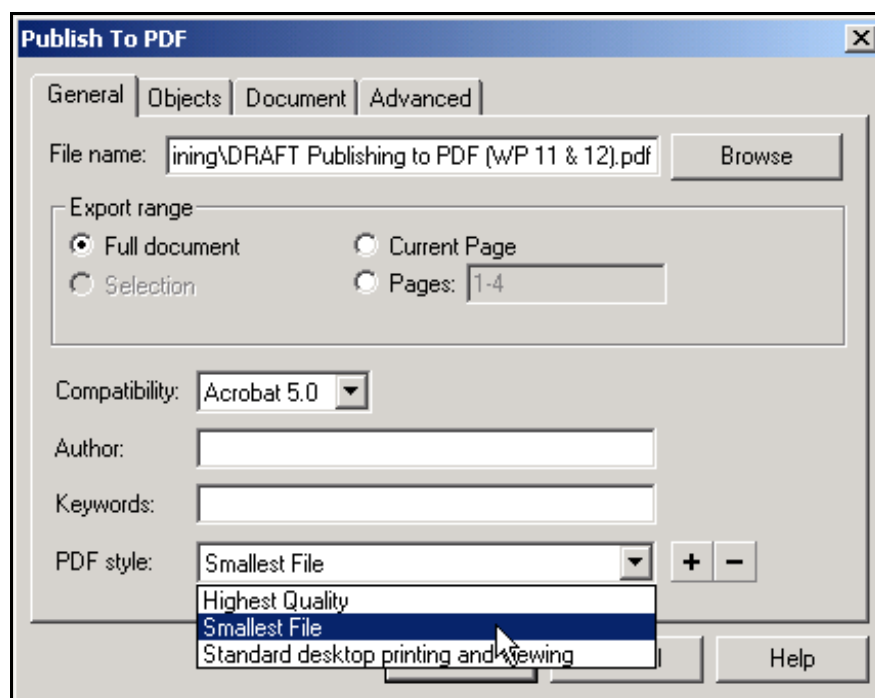 Publish To PDF
General Objects Document Advanced
File name: ining\DRAFT Publishing to PDF (WP 11 & 12).pdf Browse
Export range
Full document Current Page
Selection Pages: 1-4
Compatibility: Acrobat 5.0
Author:
Keywords:
PDF style: Smallest File + −
Highest Quality
Smallest File
Standard desktop printing and viewing
Help